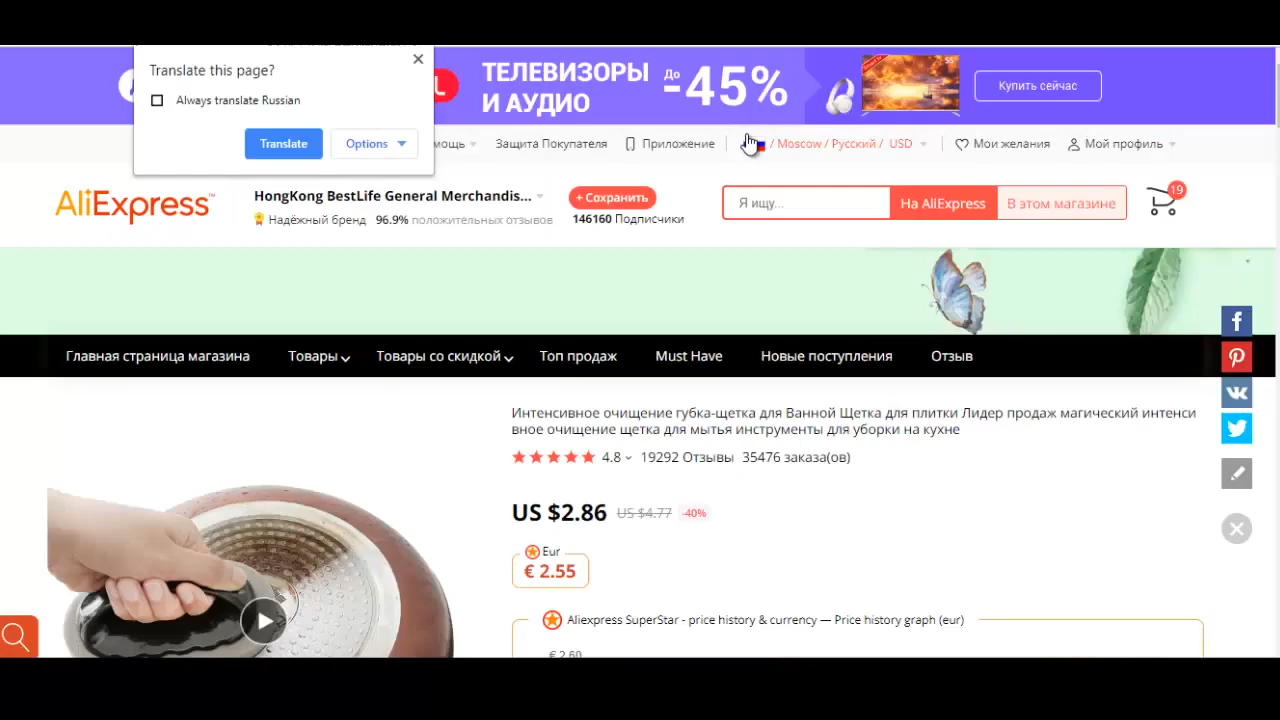 Translate this page?
Always translate Russian
Translate
Options
ТЕЛЕВИЗОРЫ
И АУДИО
До
-45%
Купить сейчас
Защита Покупателя
Приложение
/ Moscow / Русский / USD
Мои желания
Мой профиль
AliExpress™
HongKong BestLife General Merchandis...
Надёжный бренд 96.9% положительных отзывов
+ Сохранить
146160 Подписчики
Я ищу...
На AliExpress
В этом магазине
19
Главная страница магазина
Товары
Товары со скидкой
Топ продаж
Must Have
Новые поступления
Отзыв
Интенсивное очищение губка-щетка для Ванной Щетка для плитки Лидер продаж магический интенси
вное очищение щетка для мытья инструменты для уборки на кухне
4.8 19292 Отзывы 35476 заказа(ов)
US $2.86 US $4.77 -40%
Eur
€ 2.55
Aliexpress SuperStar - price history & currency — Price history graph (eur)
€ 2.60